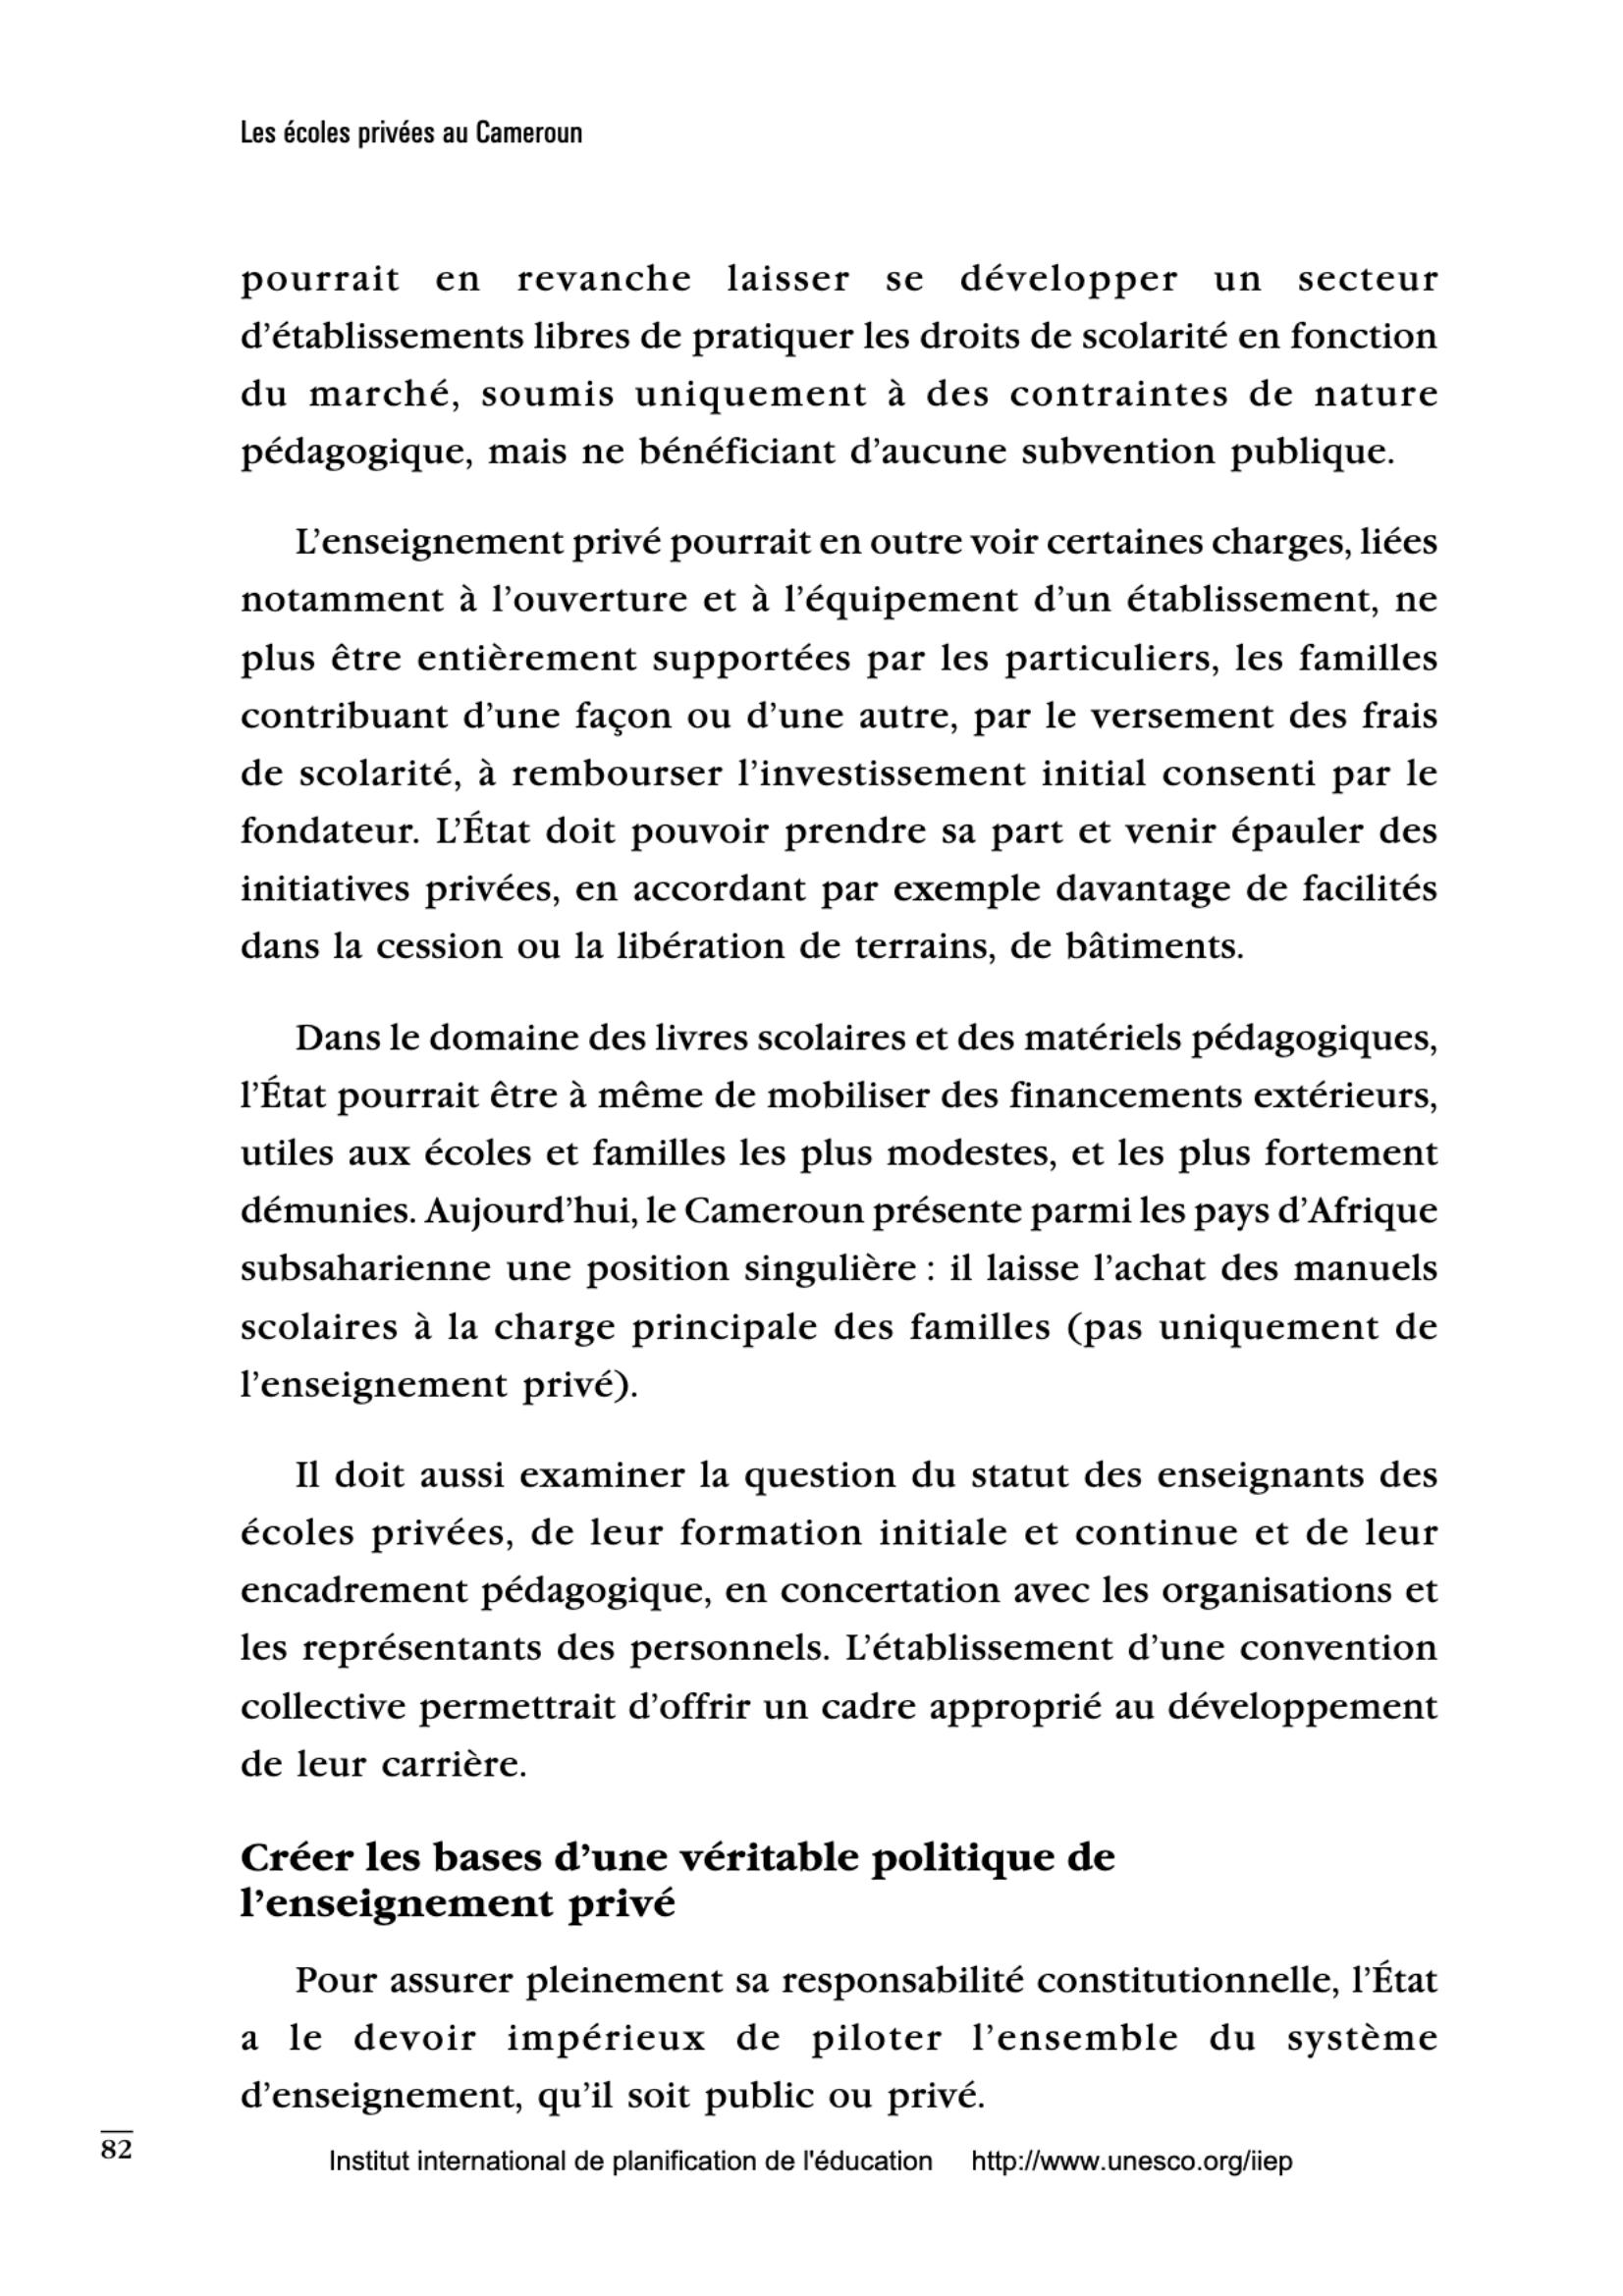 Les écoles privées au Cameroun
pourrait en revanche laisser se développer un secteur
d’établissements libres de pratiquer les droits de scolarité en fonction
du marché, soumis uniquement à des contraintes de nature
pédagogique, mais ne bénéficiant d’aucune subvention publique.
L’enseignement privé pourrait en outre voir certaines charges, liées
notamment à l’ouverture et à l’équipement d’un établissement, ne
plus être entièrement supportées par les particuliers, les familles
contribuant d’une façon ou d’une autre, par le versement des frais
de scolarité, à rembourser l’investissement initial consenti par le
fondateur. L’État doit pouvoir prendre sa part et venir épauler des
initiatives privées, en accordant par exemple davantage de facilités
dans la cession ou la libération de terrains, de bâtiments.
Dans le domaine des livres scolaires et des matériels pédagogiques,
l’État pourrait être à même de mobiliser des financements extérieurs,
utiles aux écoles et familles les plus modestes, et les plus fortement
démunies. Aujourd’hui, le Cameroun présente parmi les pays d’Afrique
subsaharienne une position singulière : il laisse l’achat des manuels
scolaires à la charge principale des familles (pas uniquement de
l’enseignement privé).
Il doit aussi examiner la question du statut des enseignants des
écoles privées, de leur formation initiale et continue et de leur
encadrement pédagogique, en concertation avec les organisations et
les représentants des personnels. L’établissement d’une convention
collective permettrait d’offrir un cadre approprié au développement
de leur carrière.
Créer les bases d’une véritable politique de
l’enseignement privé
Pour assurer pleinement sa responsabilité constitutionnelle, l’État
a le devoir impérieux de piloter l’ensemble du système
d’enseignement, qu’il soit public ou privé.
82
Institut international de planification de l'éducation http://www.unesco.org/iiep